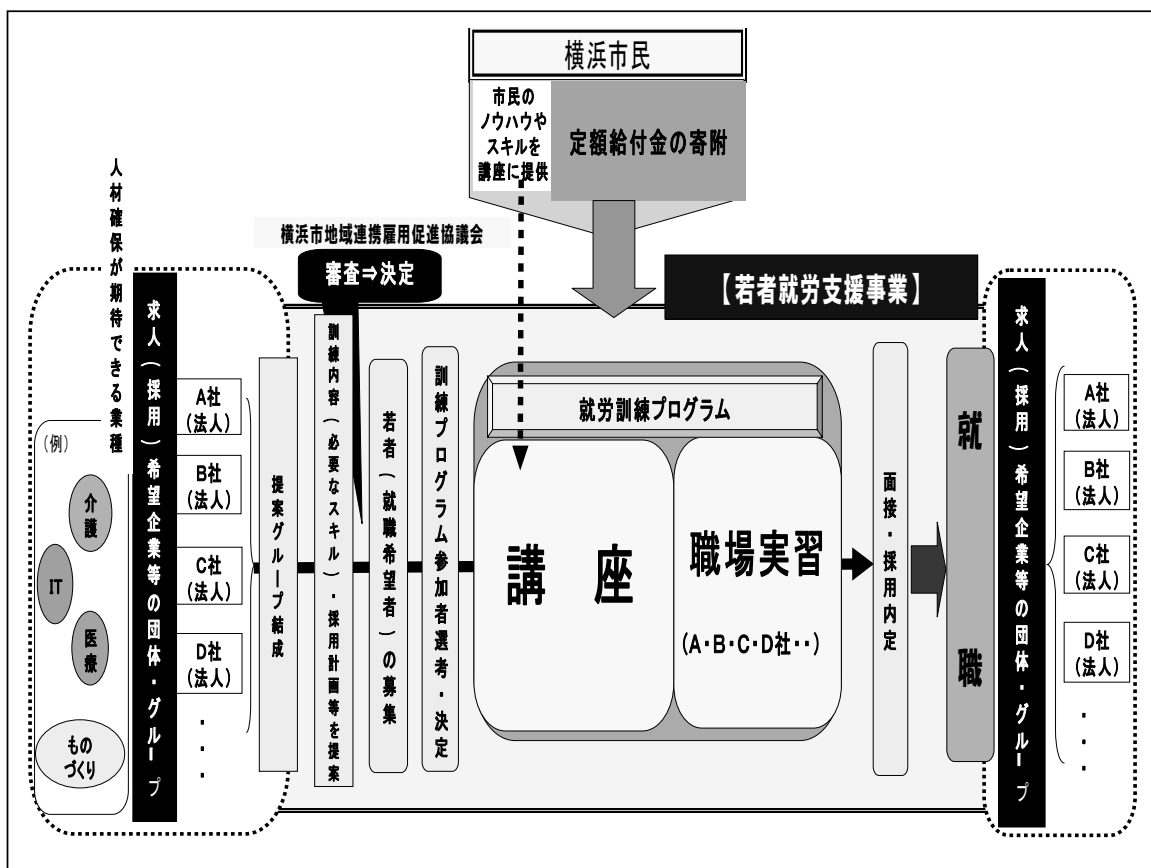 横浜市民
市民の
ノウハウや
スキルを
講座に提供
定額給付金の寄附
人材確保が期待できる業種
横浜市地域連携雇用促進協議会
審査⇒決定
【若者就労支援事業】
(例)
介護
IT
医療
もの
づくり
求人(採用)希望企業等の団体・グループ
A社
(法人)
B社
(法人)
C社
(法人)
D社
(法人)
・・・
提案グループ結成
訓練内容(必要なスキル)・採用計画等を提案
若者(就職希望者)の募集
訓練プログラム参加者選考・決定
就労訓練プログラム
講 座
職場実習
(A・B・C・D社・・)
面接・採用内定
就 職
求人(採用)希望企業等の団体・グループ
A社
(法人)
B社
(法人)
C社
(法人)
D社
(法人)
・・・